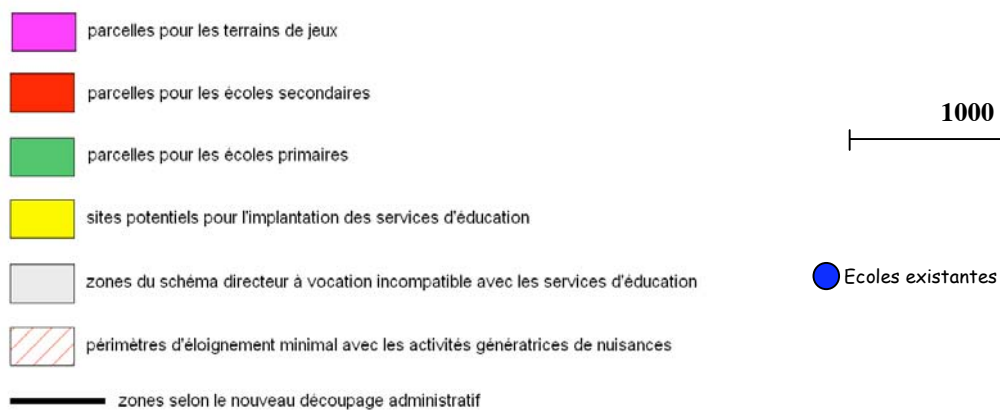 parcelles pour les terrains de jeux
parcelles pour les écoles secondaires
1000
parcelles pour les écoles primaires
sites potentiels pour l'implantation des services d'éducation
zones du schéma directeur à vocation incompatible avec les services d'éducation
Ecoles existantes
périmètres d'éloignement minimal avec les activités génératrices de nuisances
zones selon le nouveau découpage administratif